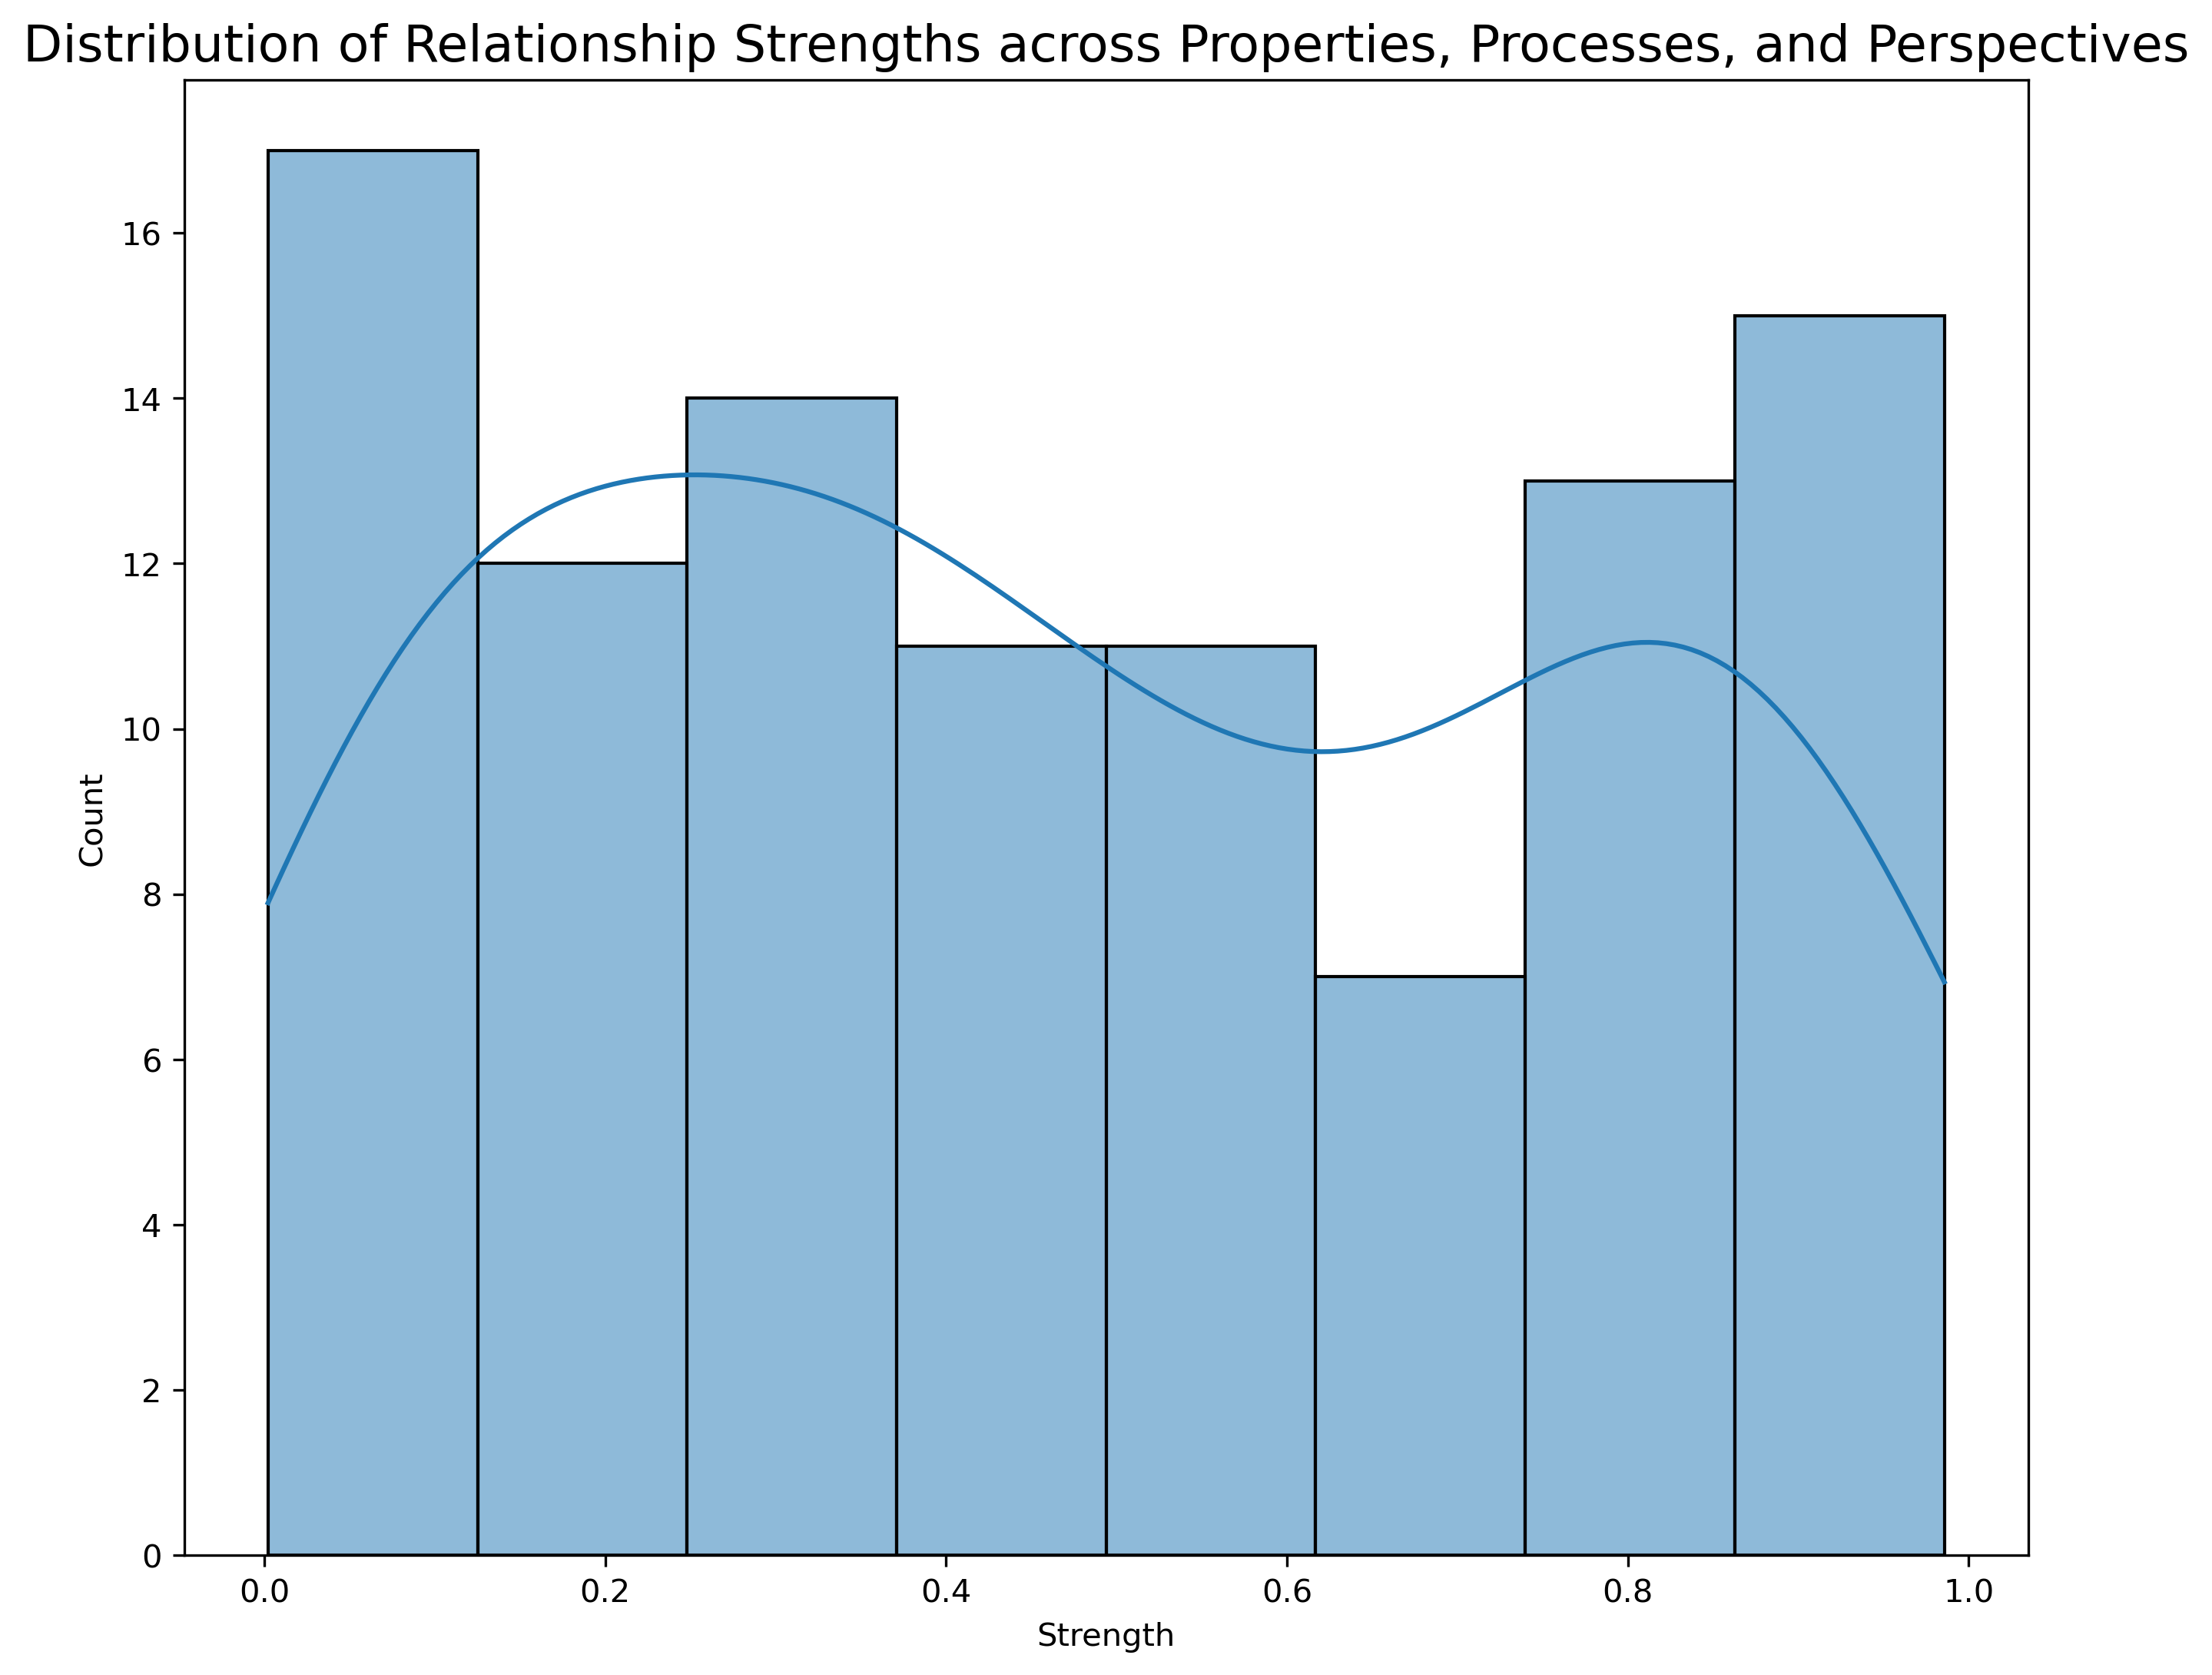 Distribution of Relationship Strengths across Properties, Processes, and Perspectives
16
14
12
10
8
6
4
2
0
Count
0.0 0.2 0.4 0.6 0.8 1.0
Strength